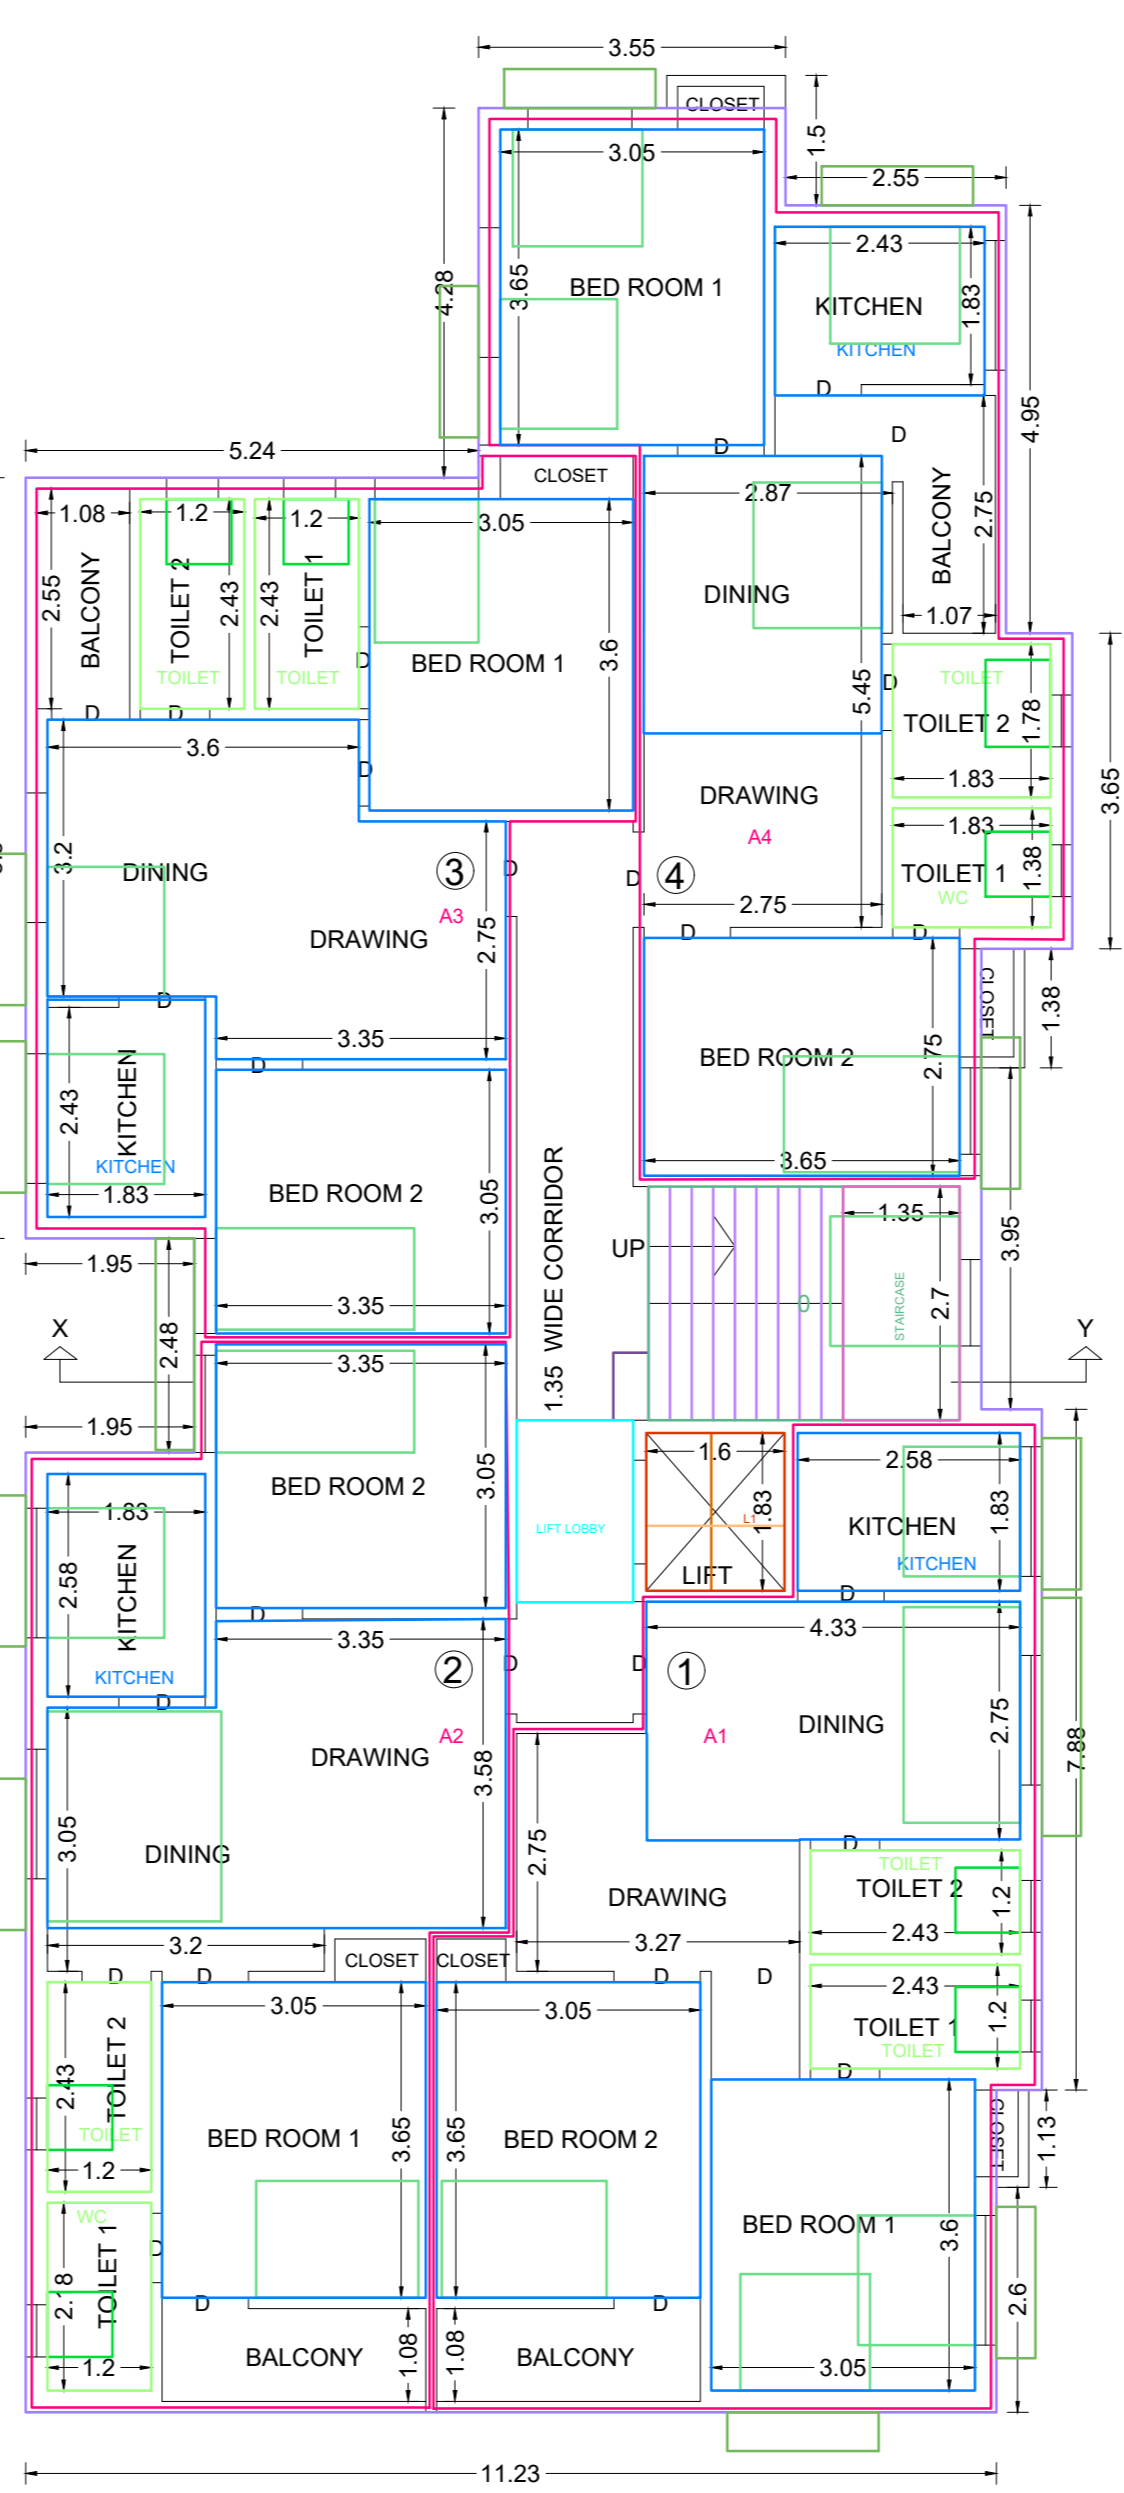 3.55
CLOSET
1.5
3.05
2.55
2.43
4.28
3.65
BED ROOM 1
KITCHEN
1.83
KITCHEN
D
D
D
4.95
5.24
CLOSET
BALCONY
2.75
1.08
1.2
1.2
3.05
2.87
2.55
BALCONY
TOILET 2
2.43
2.43
TOILET 1
DINING
1.07
BED ROOM 1
3.6
D
5.45
D
TOILET
TOILET
TOILET
TOILET 2
1.78
D
D
3.6
D
1.83
DRAWING
3.65
A4
1.83
3.2
DINING
3
D
D
4
TOILET 1
1.38
WC
A3
2.75
2.75
DRAWING
D
D
D
3.35
CLOSET
1.38
D
BED ROOM 2
2.75
2.43
KITCHEN
KITCHEN
1.83
3.65
BED ROOM 2
3.05
1.35 WIDE CORRIDOR
UP
1.35
3.95
1.95
STAIRCASE
2.7
0
3.35
X
Y
2.48
3.35
1.95
1.6
2.58
BED ROOM 2
3.05
1.83
1.83
L1
KITCHEN
1.83
LIFT LOBBY
2.58
KITCHEN
LIFT
KITCHEN
D
D
3.35
4.33
KITCHEN
2
D
D
1
D
A2
A1
DINING
2.75
7.88
DRAWING
3.58
3.05
DINING
2.75
D
TOILET
TOILET 2
1.2
DRAWING
2.43
3.2
CLOSET
CLOSET
3.27
D
D
D
D
2.43
1.2
3.05
3.05
TOILET 1
TOILET
TOILET 2
2.43
D
TOILET
BED ROOM 1
3.65
3.65
BED ROOM 2
CLOSET
1.13
1.2
WC
TOILET 1
2.18
D
BED ROOM 1
3.6
D
D
2.6
BALCONY
1.08
1.08
BALCONY
1.2
3.05
11.23